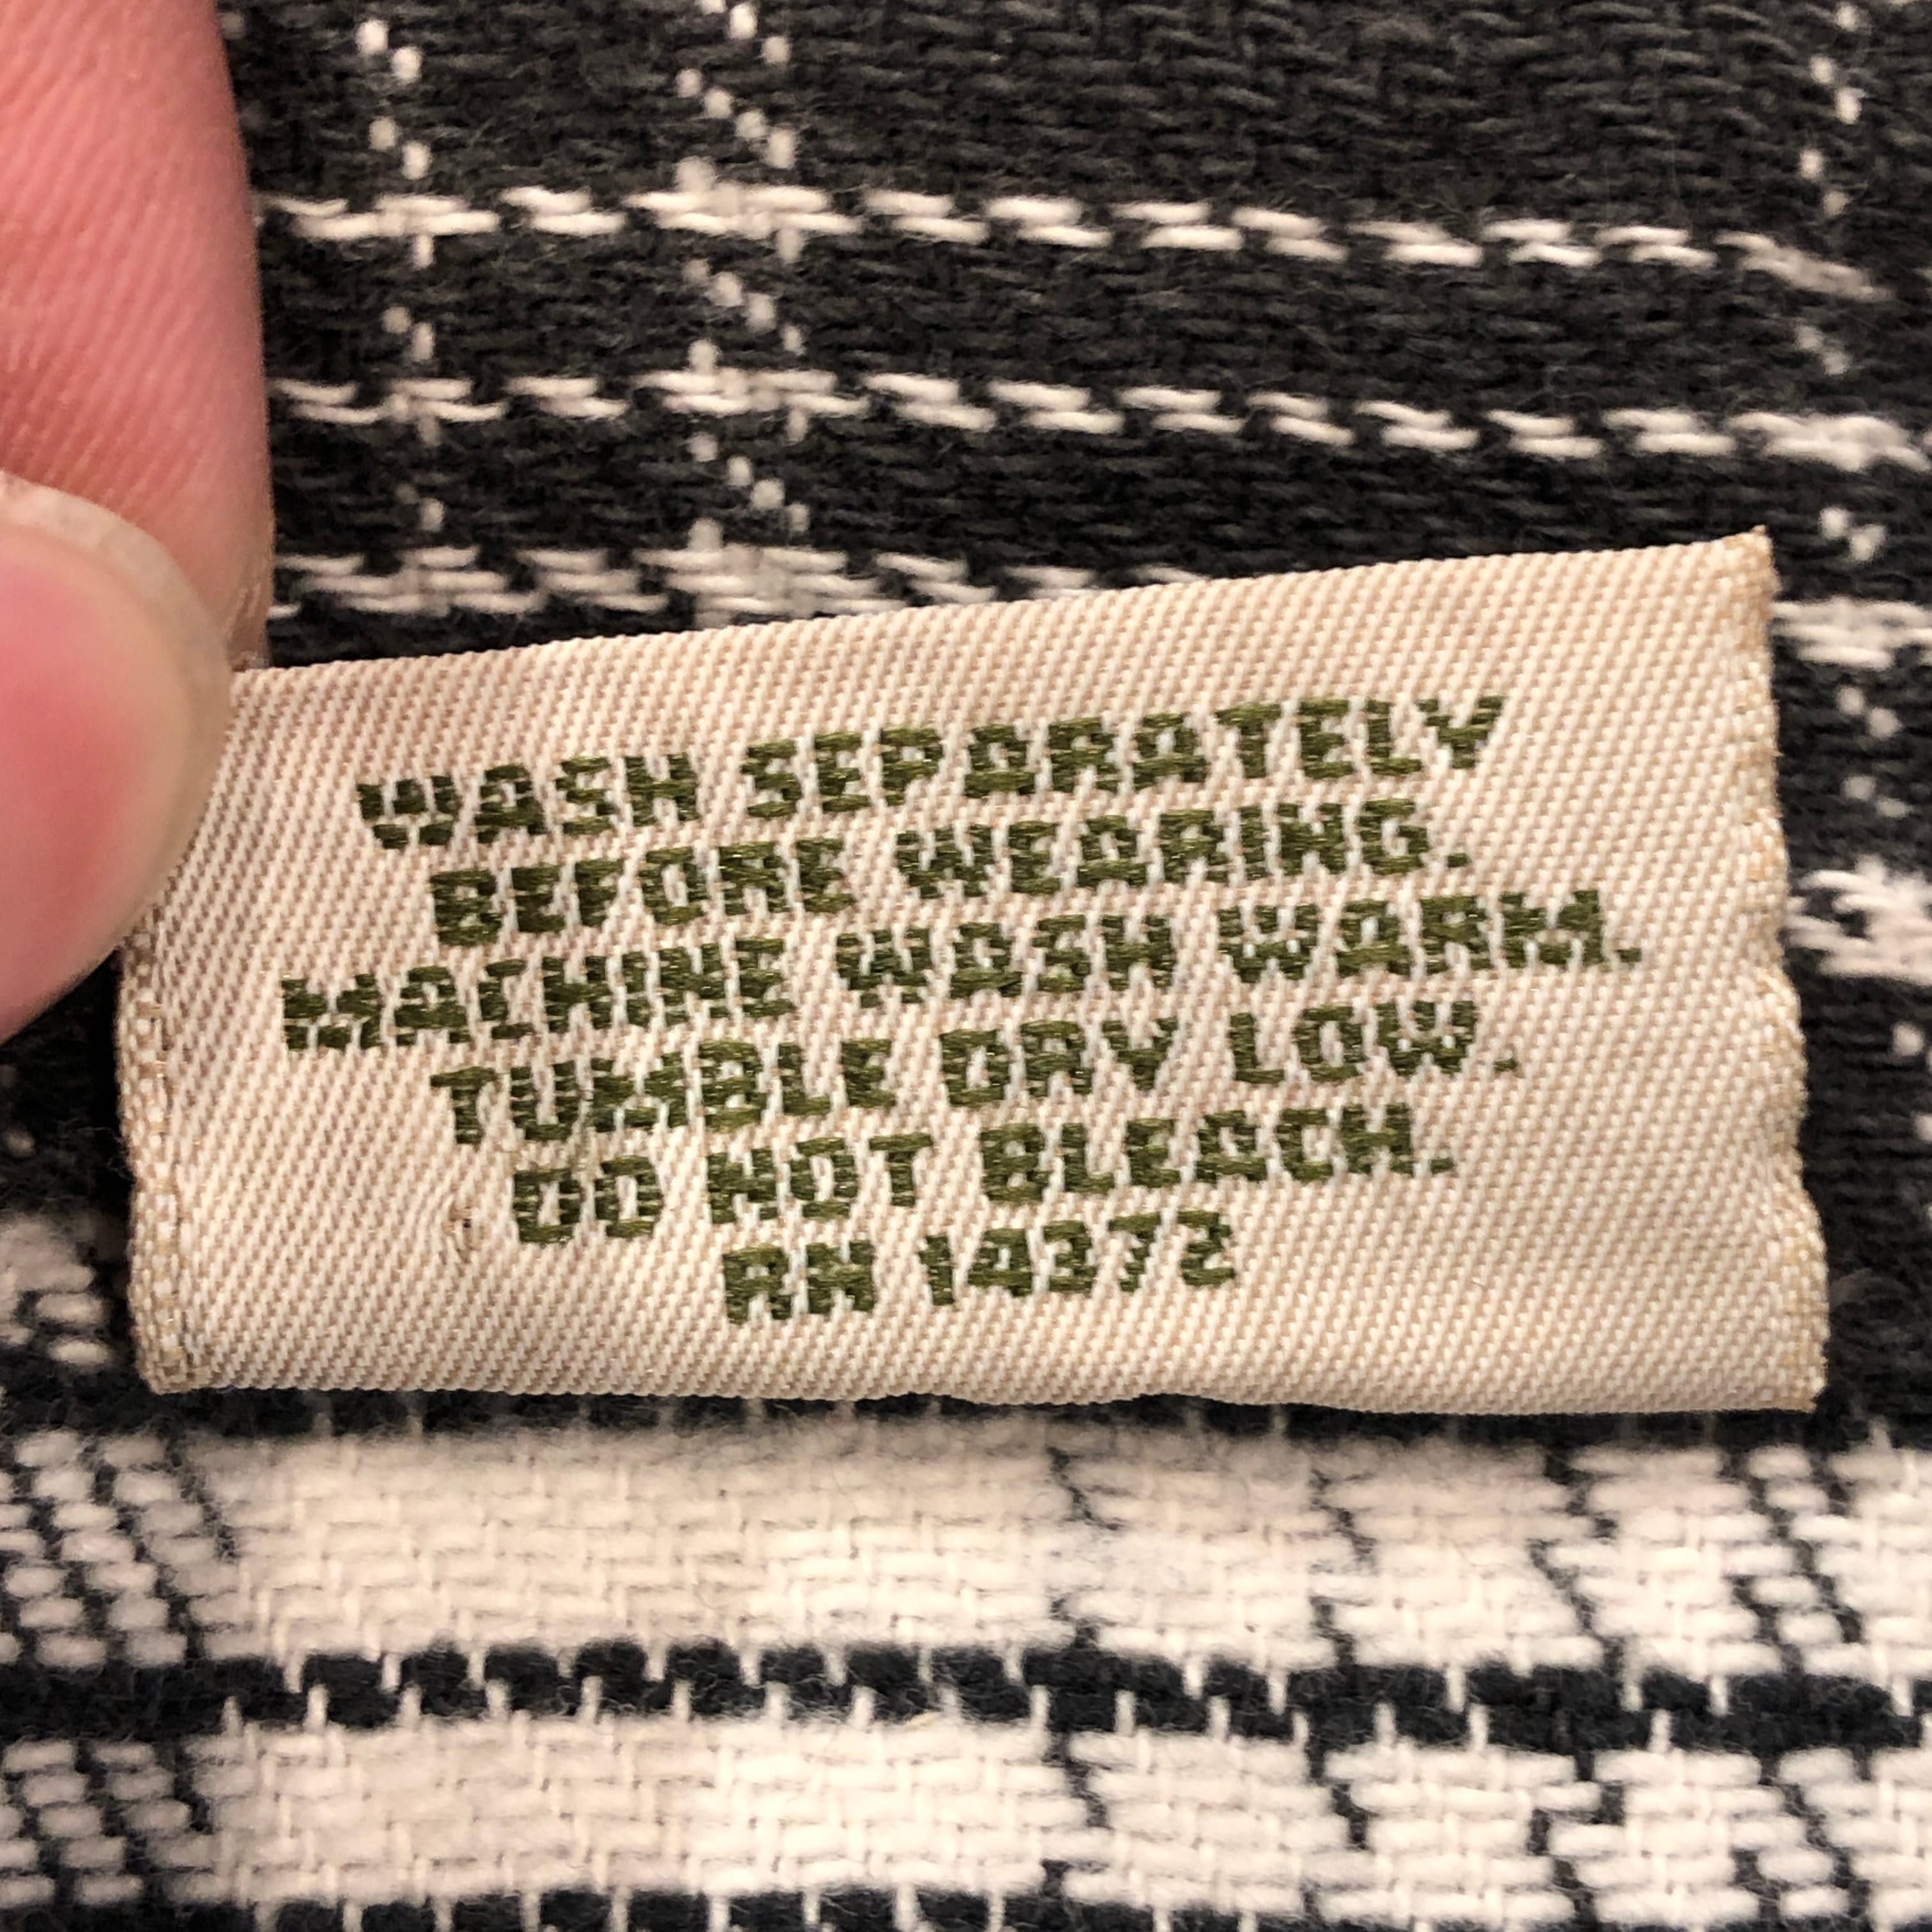 WASH SEPARATELY
BEFORE WEARING.
MACHINE WASH WARM.
TUMBLE DRY LOW.
DO NOT BLEACH.
RN 14372